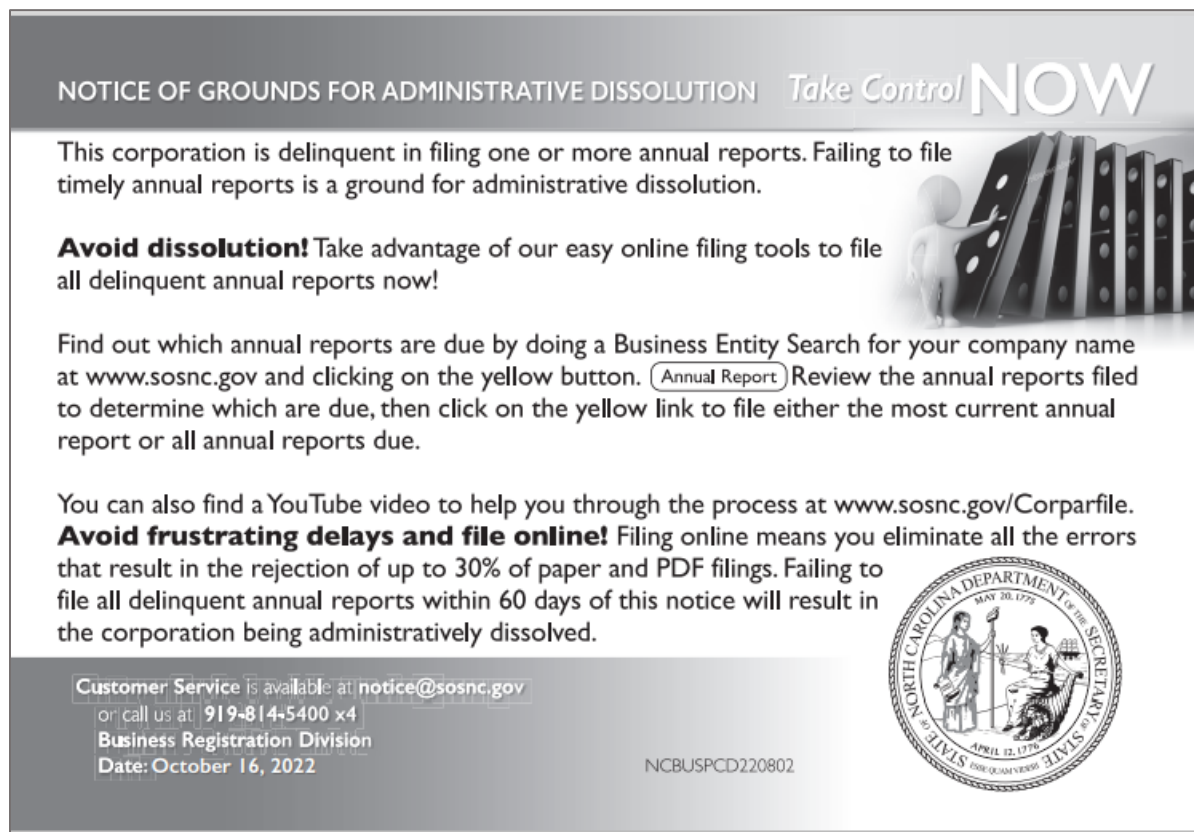 NOTICE OF GROUNDS FOR ADMINISTRATIVE DISSOLUTION Take Control NOW
This corporation is delinquent in filing one or more annual reports. Failing to file
timely annual reports is a ground for administrative dissolution.
Avoid dissolution! Take advantage of our easy online filing tools to file
all delinquent annual reports now!
Find out which annual reports are due by doing a Business Entity Search for your company name
at www.sosnc.gov and clicking on the yellow button. Annual Report Review the annual reports filed
to determine which are due, then click on the yellow link to file either the most current annual
report or all annual reports due.
You can also find a YouTube video to help you through the process at www.sosnc.gov/Corparfile.
Avoid frustrating delays and file online! Filing online means you eliminate all the errors
that result in the rejection of up to 30% of paper and PDF filings. Failing to
file all delinquent annual reports within 60 days of this notice will result in
the corporation being administratively dissolved.
Customer Service is available at notice@sosnc.gov
or call us at 919-814-5400 x4
Business Registration Division
Date: October 16, 2022
NCBUSPCD220802
STATE OF NORTH CAROLINA DEPARTMENT OF THE SECRETARY OF STATE
MAY 20, 1775
APRIL 12, 1776
ESSE QUAM VIDERI